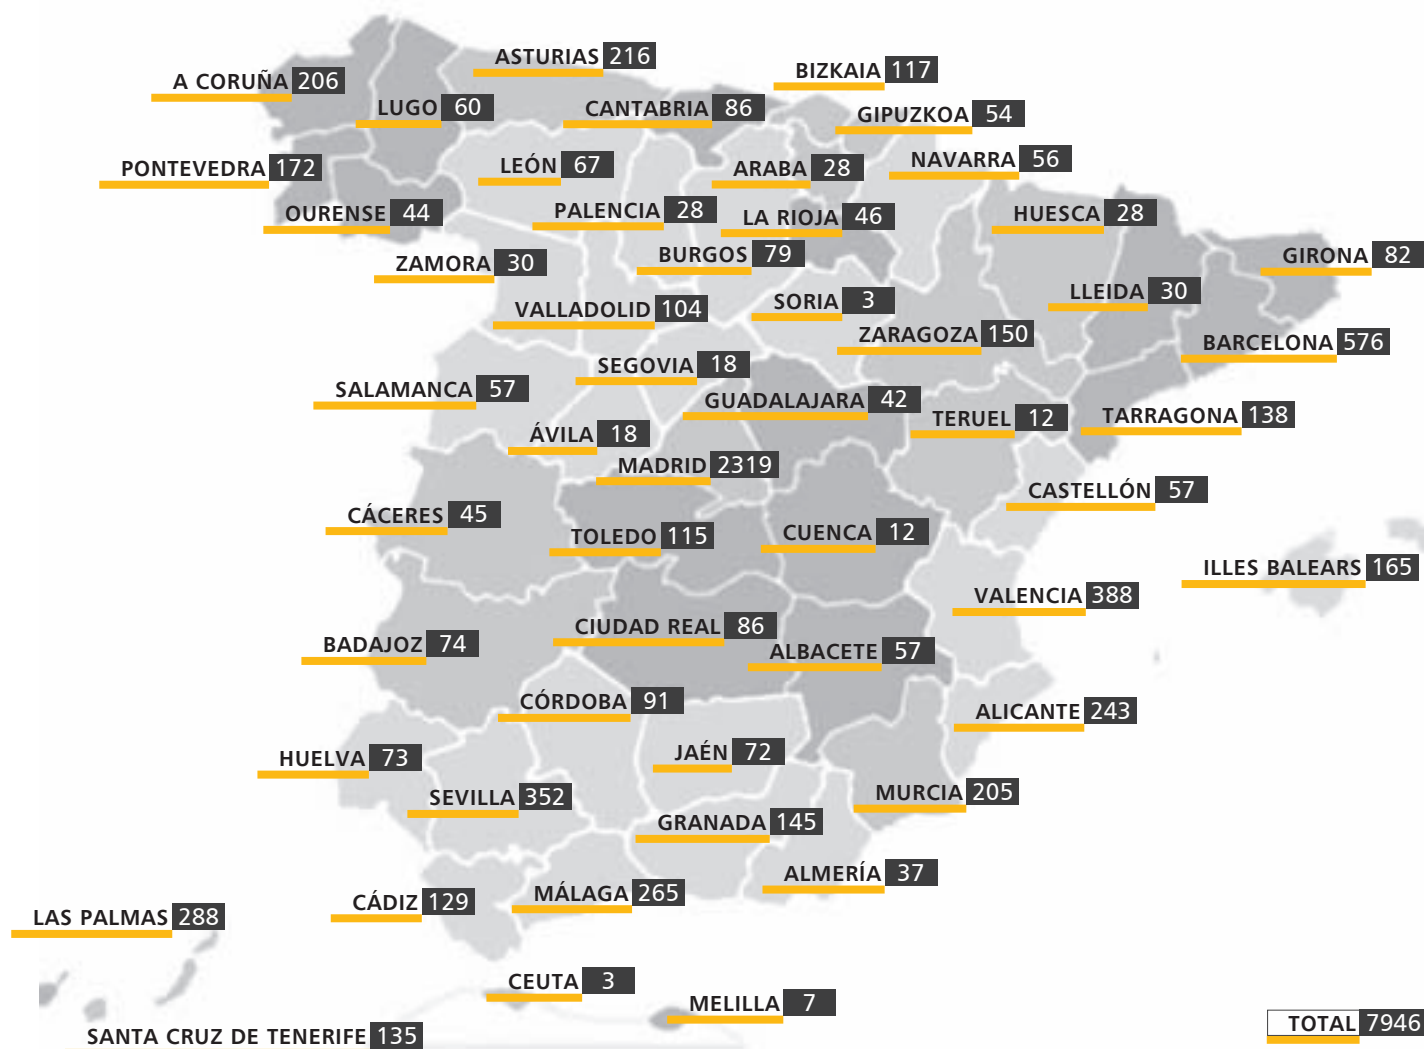 ASTURIAS 216
BIZKAIA 117
A CORUÑA 206
LUGO 60
CANTABRIA 86
GIPUZKOA 54
PONTEVEDRA 172
LEÓN 67
ARABA 28
NAVARRA 56
OURENSE 44
PALENCIA 28
LA RIOJA 46
HUESCA 28
ZAMORA 30
BURGOS 79
GIRONA 82
VALLADOLID 104
SORIA 3
LLEIDA 30
ZARAGOZA 150
BARCELONA 576
SEGOVIA 18
SALAMANCA 57
GUADALAJARA 42
TERUEL 12
TARRAGONA 138
ÁVILA 18
MADRID 2319
CASTELLÓN 57
CÁCERES 45
TOLEDO 115
CUENCA 12
ILLES BALEARS 165
VALENCIA 388
CIUDAD REAL 86
BADAJOZ 74
ALBACETE 57
CÓRDOBA 91
ALICANTE 243
HUELVA 73
JAÉN 72
SEVILLA 352
MURCIA 205
GRANADA 145
ALMERÍA 37
CÁDIZ 129
MÁLAGA 265
LAS PALMAS 288
CEUTA 3
MELILLA 7
SANTA CRUZ DE TENERIFE 135
TOTAL 7946